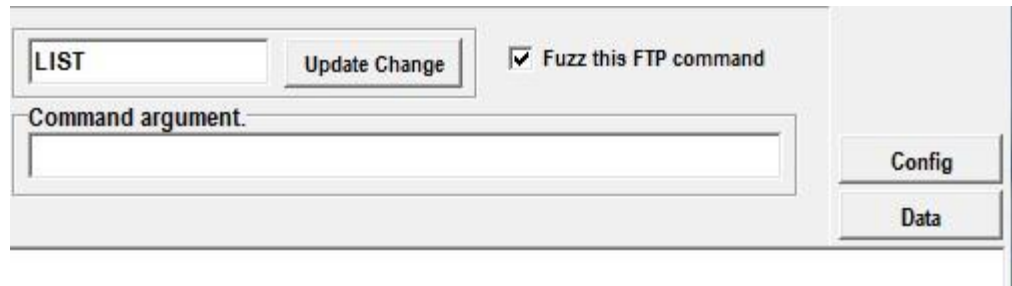 LIST
Update Change
Fuzz this FTP command
Command argument.
Config
Data